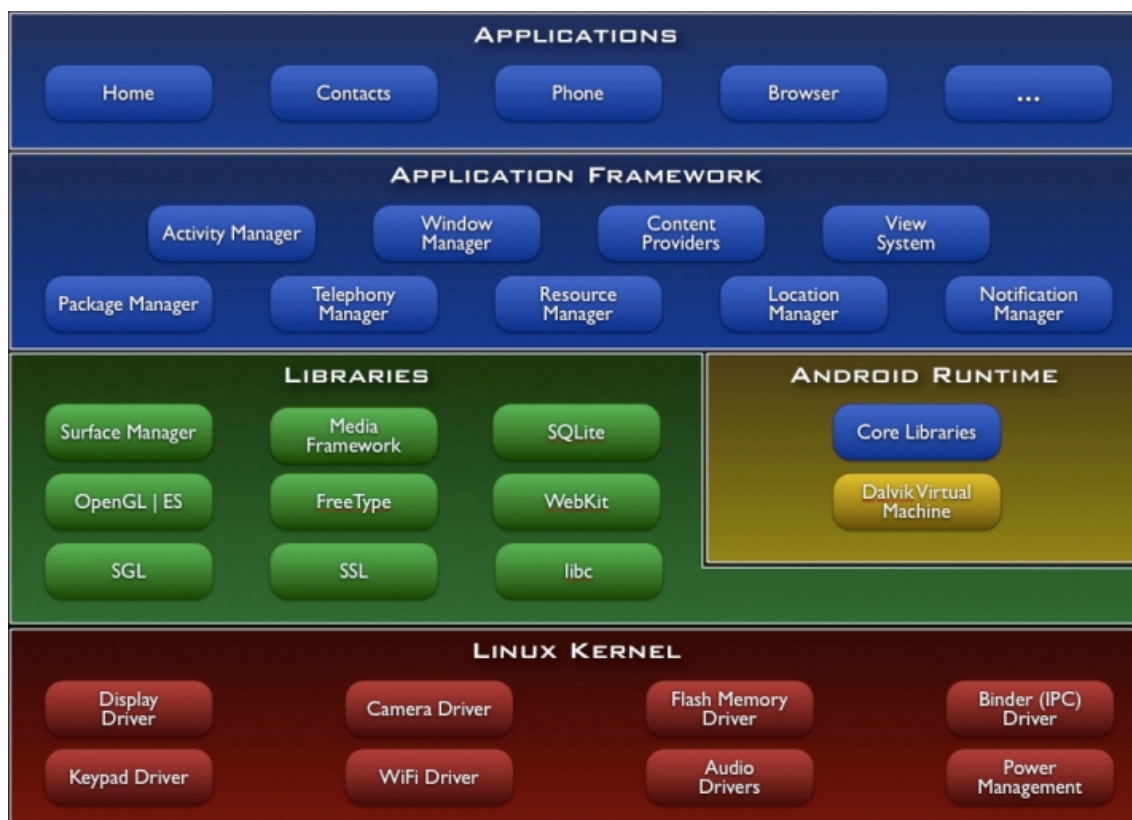 APPLICATIONS
Home
Contacts
Phone
Browser
...
APPLICATION FRAMEWORK
Activity Manager
Window
Manager
Content
Providers
View
System
Package Manager
Telephony
Manager
Resource
Manager
Location
Manager
Notification
Manager
LIBRARIES
Surface Manager
Media
Framework
SQLite
OpenGL | ES
FreeType
WebKit
SGL
SSL
libc
ANDROID RUNTIME
Core Libraries
Dalvik Virtual
Machine
LINUX KERNEL
Display
Driver
Camera Driver
Flash Memory
Driver
Binder (IPC)
Driver
Keypad Driver
WiFi Driver
Audio
Drivers
Power
Management